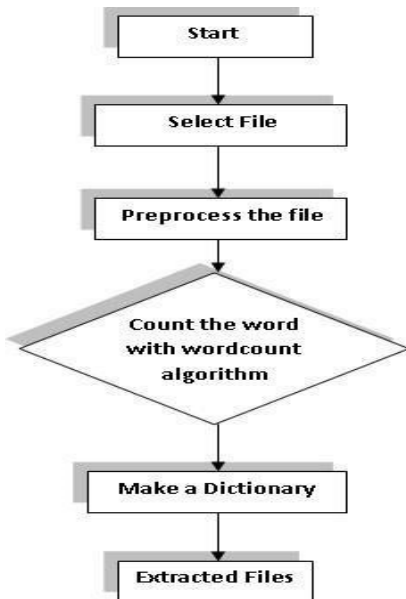 Start
Select File
Preprocess the file
Count the word
with wordcount
algorithm
Make a Dictionary
Extracted Files